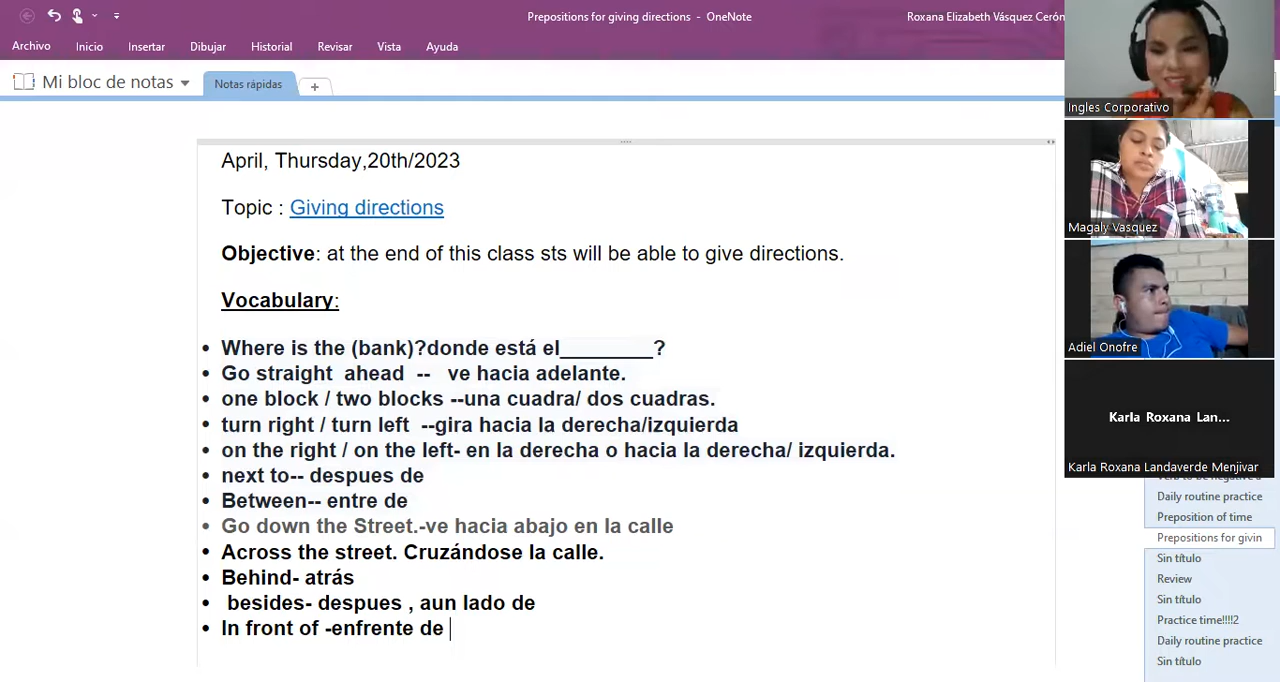 Prepositions for giving directions - OneNote
Roxana Elizabeth Vásquez Cerón
Archivo Inicio Insertar Dibujar Historial Revisar Vista Ayuda
Mi bloc de notas Notas rápidas +
April, Thursday,20th/2023
Topic : Giving directions
Objective: at the end of this class sts will be able to give directions.
Vocabulary:
• Where is the (bank)?donde está el________?
• Go straight ahead -- ve hacia adelante.
• one block / two blocks --una cuadra/ dos cuadras.
• turn right / turn left --gira hacia la derecha/izquierda
• on the right / on the left- en la derecha o hacia la derecha/ izquierda.
• next to-- despues de
• Between-- entre de
• Go down the Street.-ve hacia abajo en la calle
• Across the street. Cruzándose la calle.
• Behind- atrás
• besides- despues , aun lado de
• In front of -enfrente de
Ingles Corporativo
Magaly Vasquez
Adiel Onofre
Karla Roxana Lan...
Karla Roxana Landaverde Menjivar
Daily routine practice
Preposition of time
Prepositions for givin
Sin título
Review
Sin título
Practice time!!!!2
Daily routine practice
Sin título